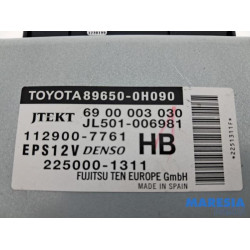 TOYOTA 89650-0H090
JTEKT 69 00 003 030
JL501-006981
112900-7761 HB
EPS12V DENSO
225000-1311
FUJITSU TEN EUROPE GmbH
MADE IN SPAIN
*2251311F*